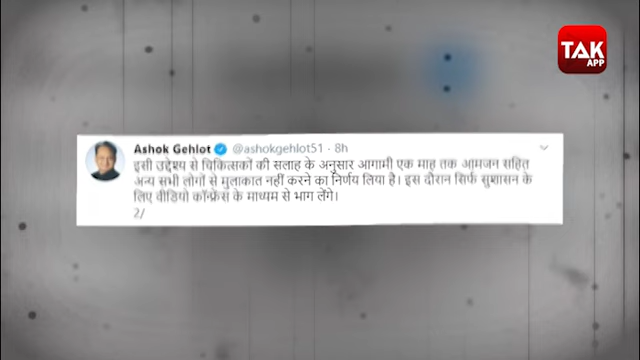 TAK
APP
Ashok Gehlot @ashokgehlot51 · 8h
इसी उद्देश्य से चिकित्सकों की सलाह के अनुसार आगामी एक माह तक आमजन सहित
अन्य सभी लोगों से मुलाकात नहीं करने का निर्णय लिया है। इस दौरान सिर्फ सुशासन के
लिए वीडियो कॉन्फ्रेंस के माध्यम से भाग लेंगे।
2/